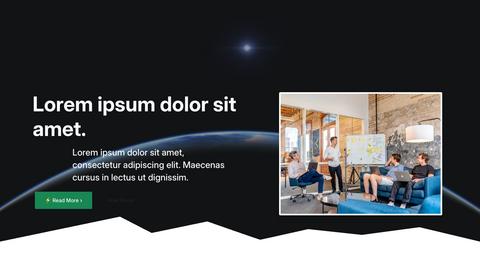 Lorem ipsum dolor sit
amet.
Lorem ipsum dolor sit amet,
consectetur adipiscing elit. Maecenas
cursus in lectus ut dignissim.
⚡ Read More ›